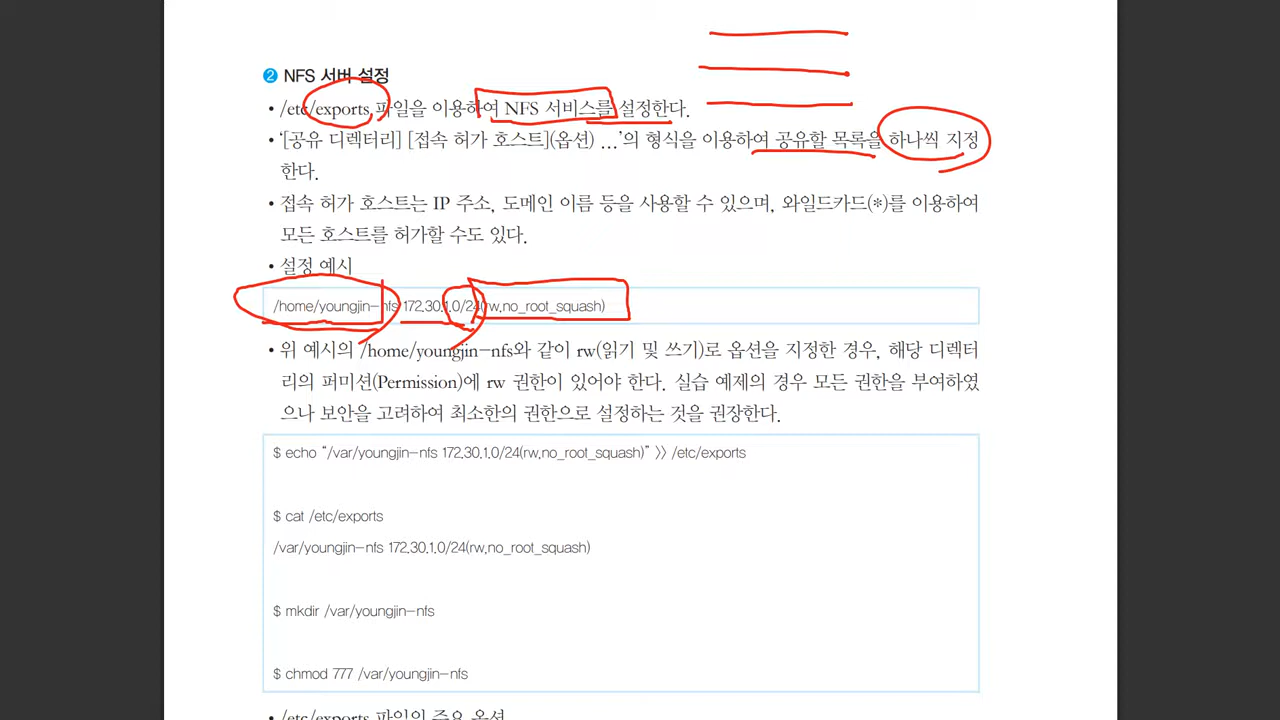 ❷ NFS 서버 설정
• /etc/exports 파일을 이용하여 NFS 서비스를 설정한다.
• ‘[공유 디렉터리] [접속 허가 호스트](옵션) …’의 형식을 이용하여 공유할 목록을 하나씩 지정
한다.
• 접속 허가 호스트는 IP 주소, 도메인 이름 등을 사용할 수 있으며, 와일드카드(*)를 이용하여
모든 호스트를 허가할 수도 있다.
• 설정 예시
/home/youngjin-nfs 172.30.1.0/24(rw,no_root_squash)
• 위 예시의 /home/youngjin-nfs와 같이 rw(읽기 및 쓰기)로 옵션을 지정한 경우, 해당 디렉터
리의 퍼미션(Permission)에 rw 권한이 있어야 한다. 실습 예제의 경우 모든 권한을 부여하였
으나 보안을 고려하여 최소한의 권한으로 설정하는 것을 권장한다.
$ echo “/var/youngjin-nfs 172.30.1.0/24(rw,no_root_squash)” >> /etc/exports
$ cat /etc/exports
/var/youngjin-nfs 172.30.1.0/24(rw,no_root_squash)
$ mkdir /var/youngjin-nfs
$ chmod 777 /var/youngjin-nfs
• /etc/exports 파일의 주요 옵션